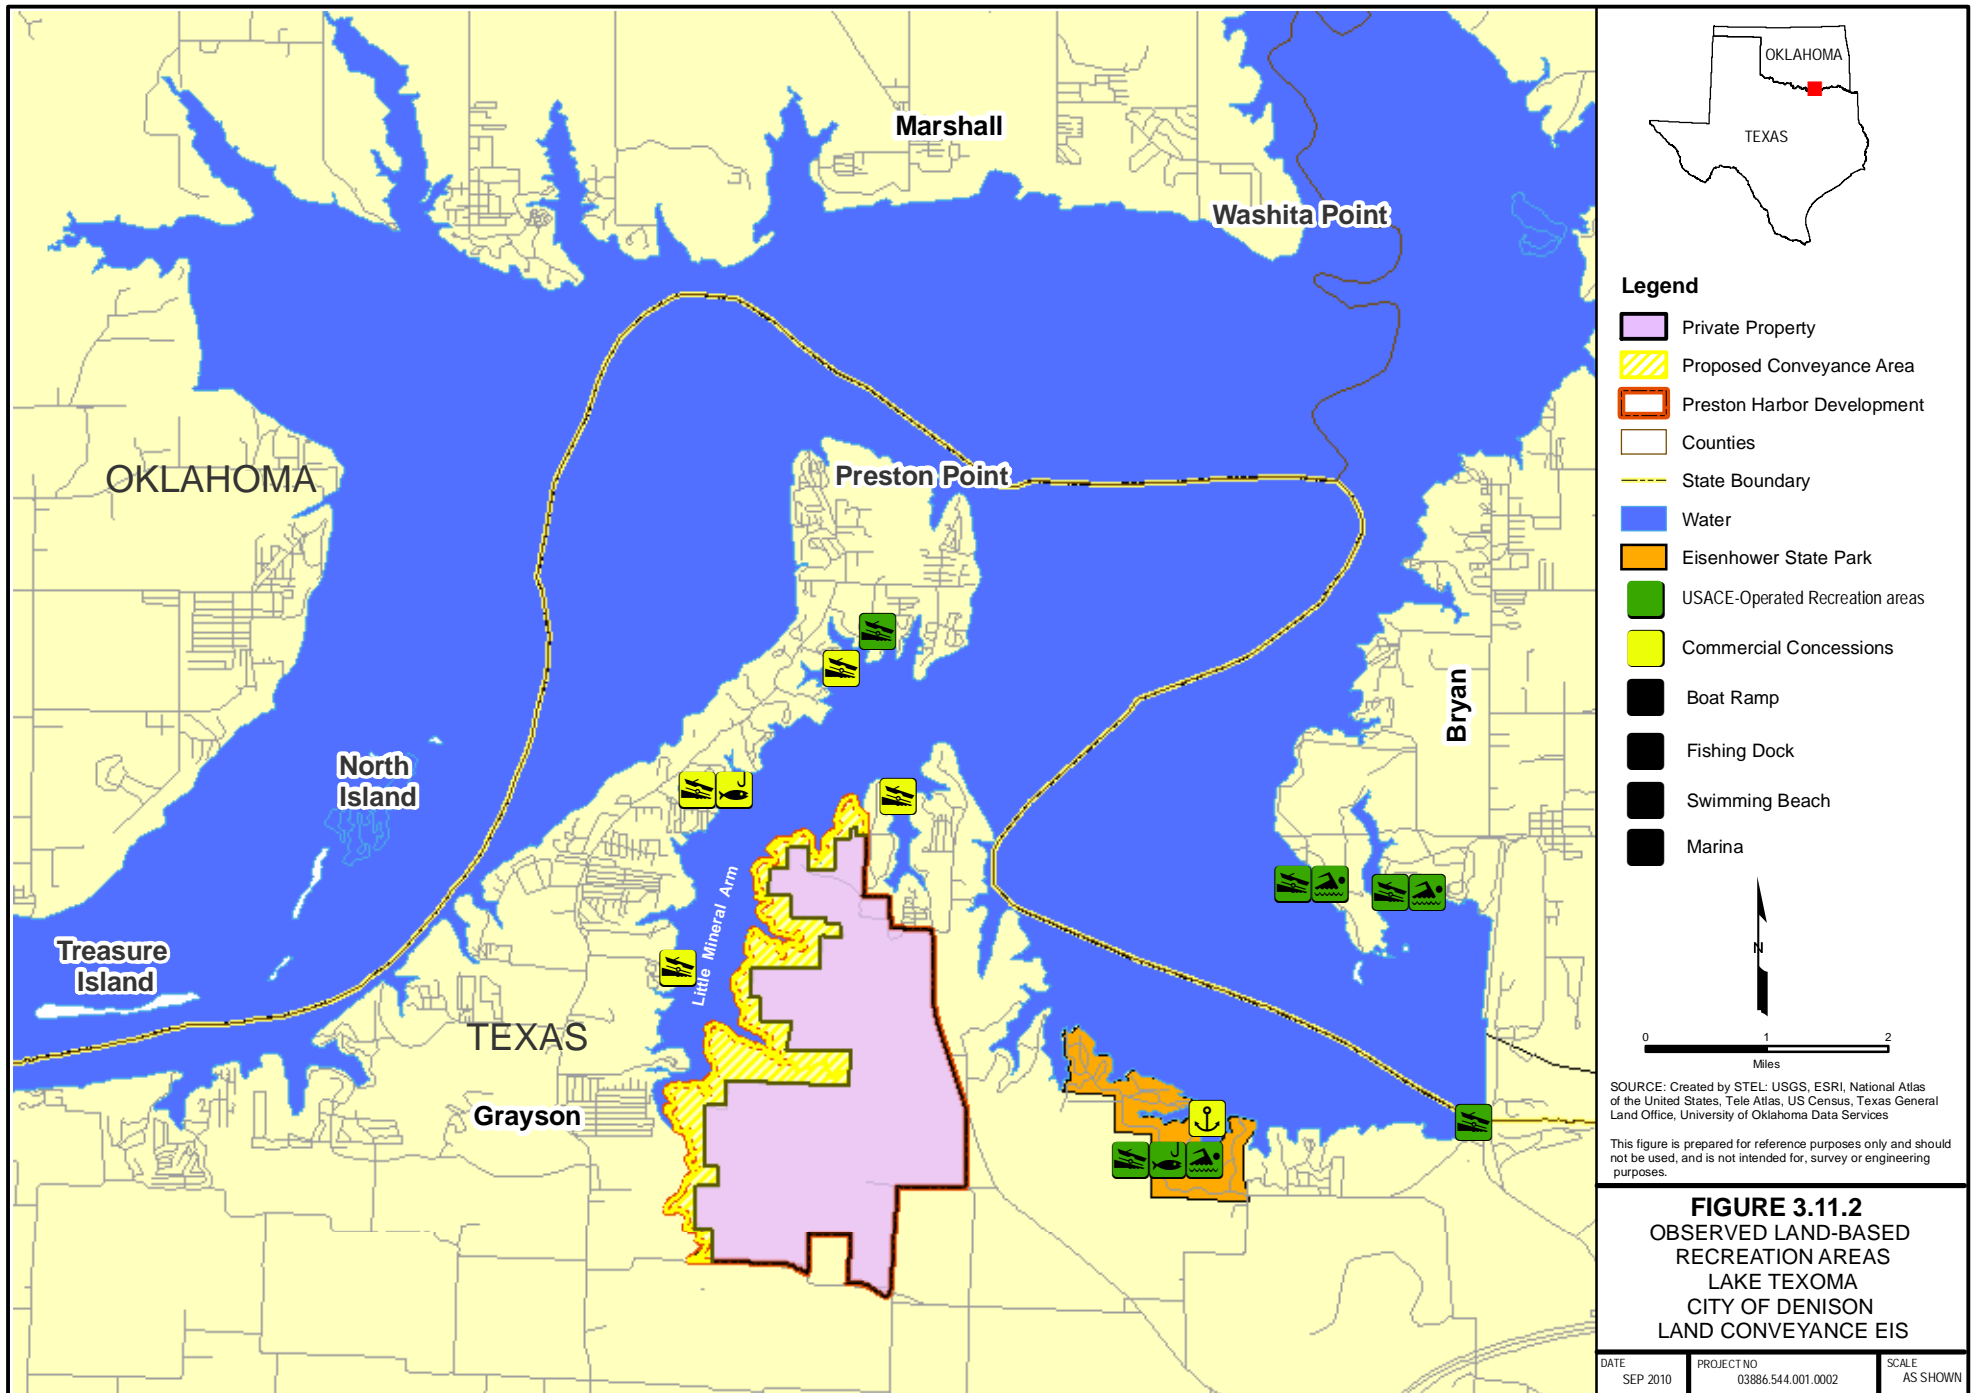 Marshall
Washita Point
OKLAHOMA
Preston Point
Bryan
North
Island
Little Mineral Arm
Treasure
Island
TEXAS
Grayson
OKLAHOMA
TEXAS
Legend
Private Property
Proposed Conveyance Area
Preston Harbor Development
Counties
State Boundary
Water
Eisenhower State Park
USACE-Operated Recreation areas
Commercial Concessions
Boat Ramp
Fishing Dock
Swimming Beach
Marina
N
0 1 2
Miles
SOURCE: Created by STEL: USGS, ESRI, National Atlas
of the United States, Tele Atlas, US Census, Texas General
Land Office, University of Oklahoma Data Services
This figure is prepared for reference purposes only and should
not be used, and is not intended for, survey or engineering
purposes.
FIGURE 3.11.2
OBSERVED LAND-BASED
RECREATION AREAS
LAKE TEXOMA
CITY OF DENISON
LAND CONVEYANCE EIS
DATE
SEP 2010
PROJECT NO
03886.544.001.0002
SCALE
AS SHOWN